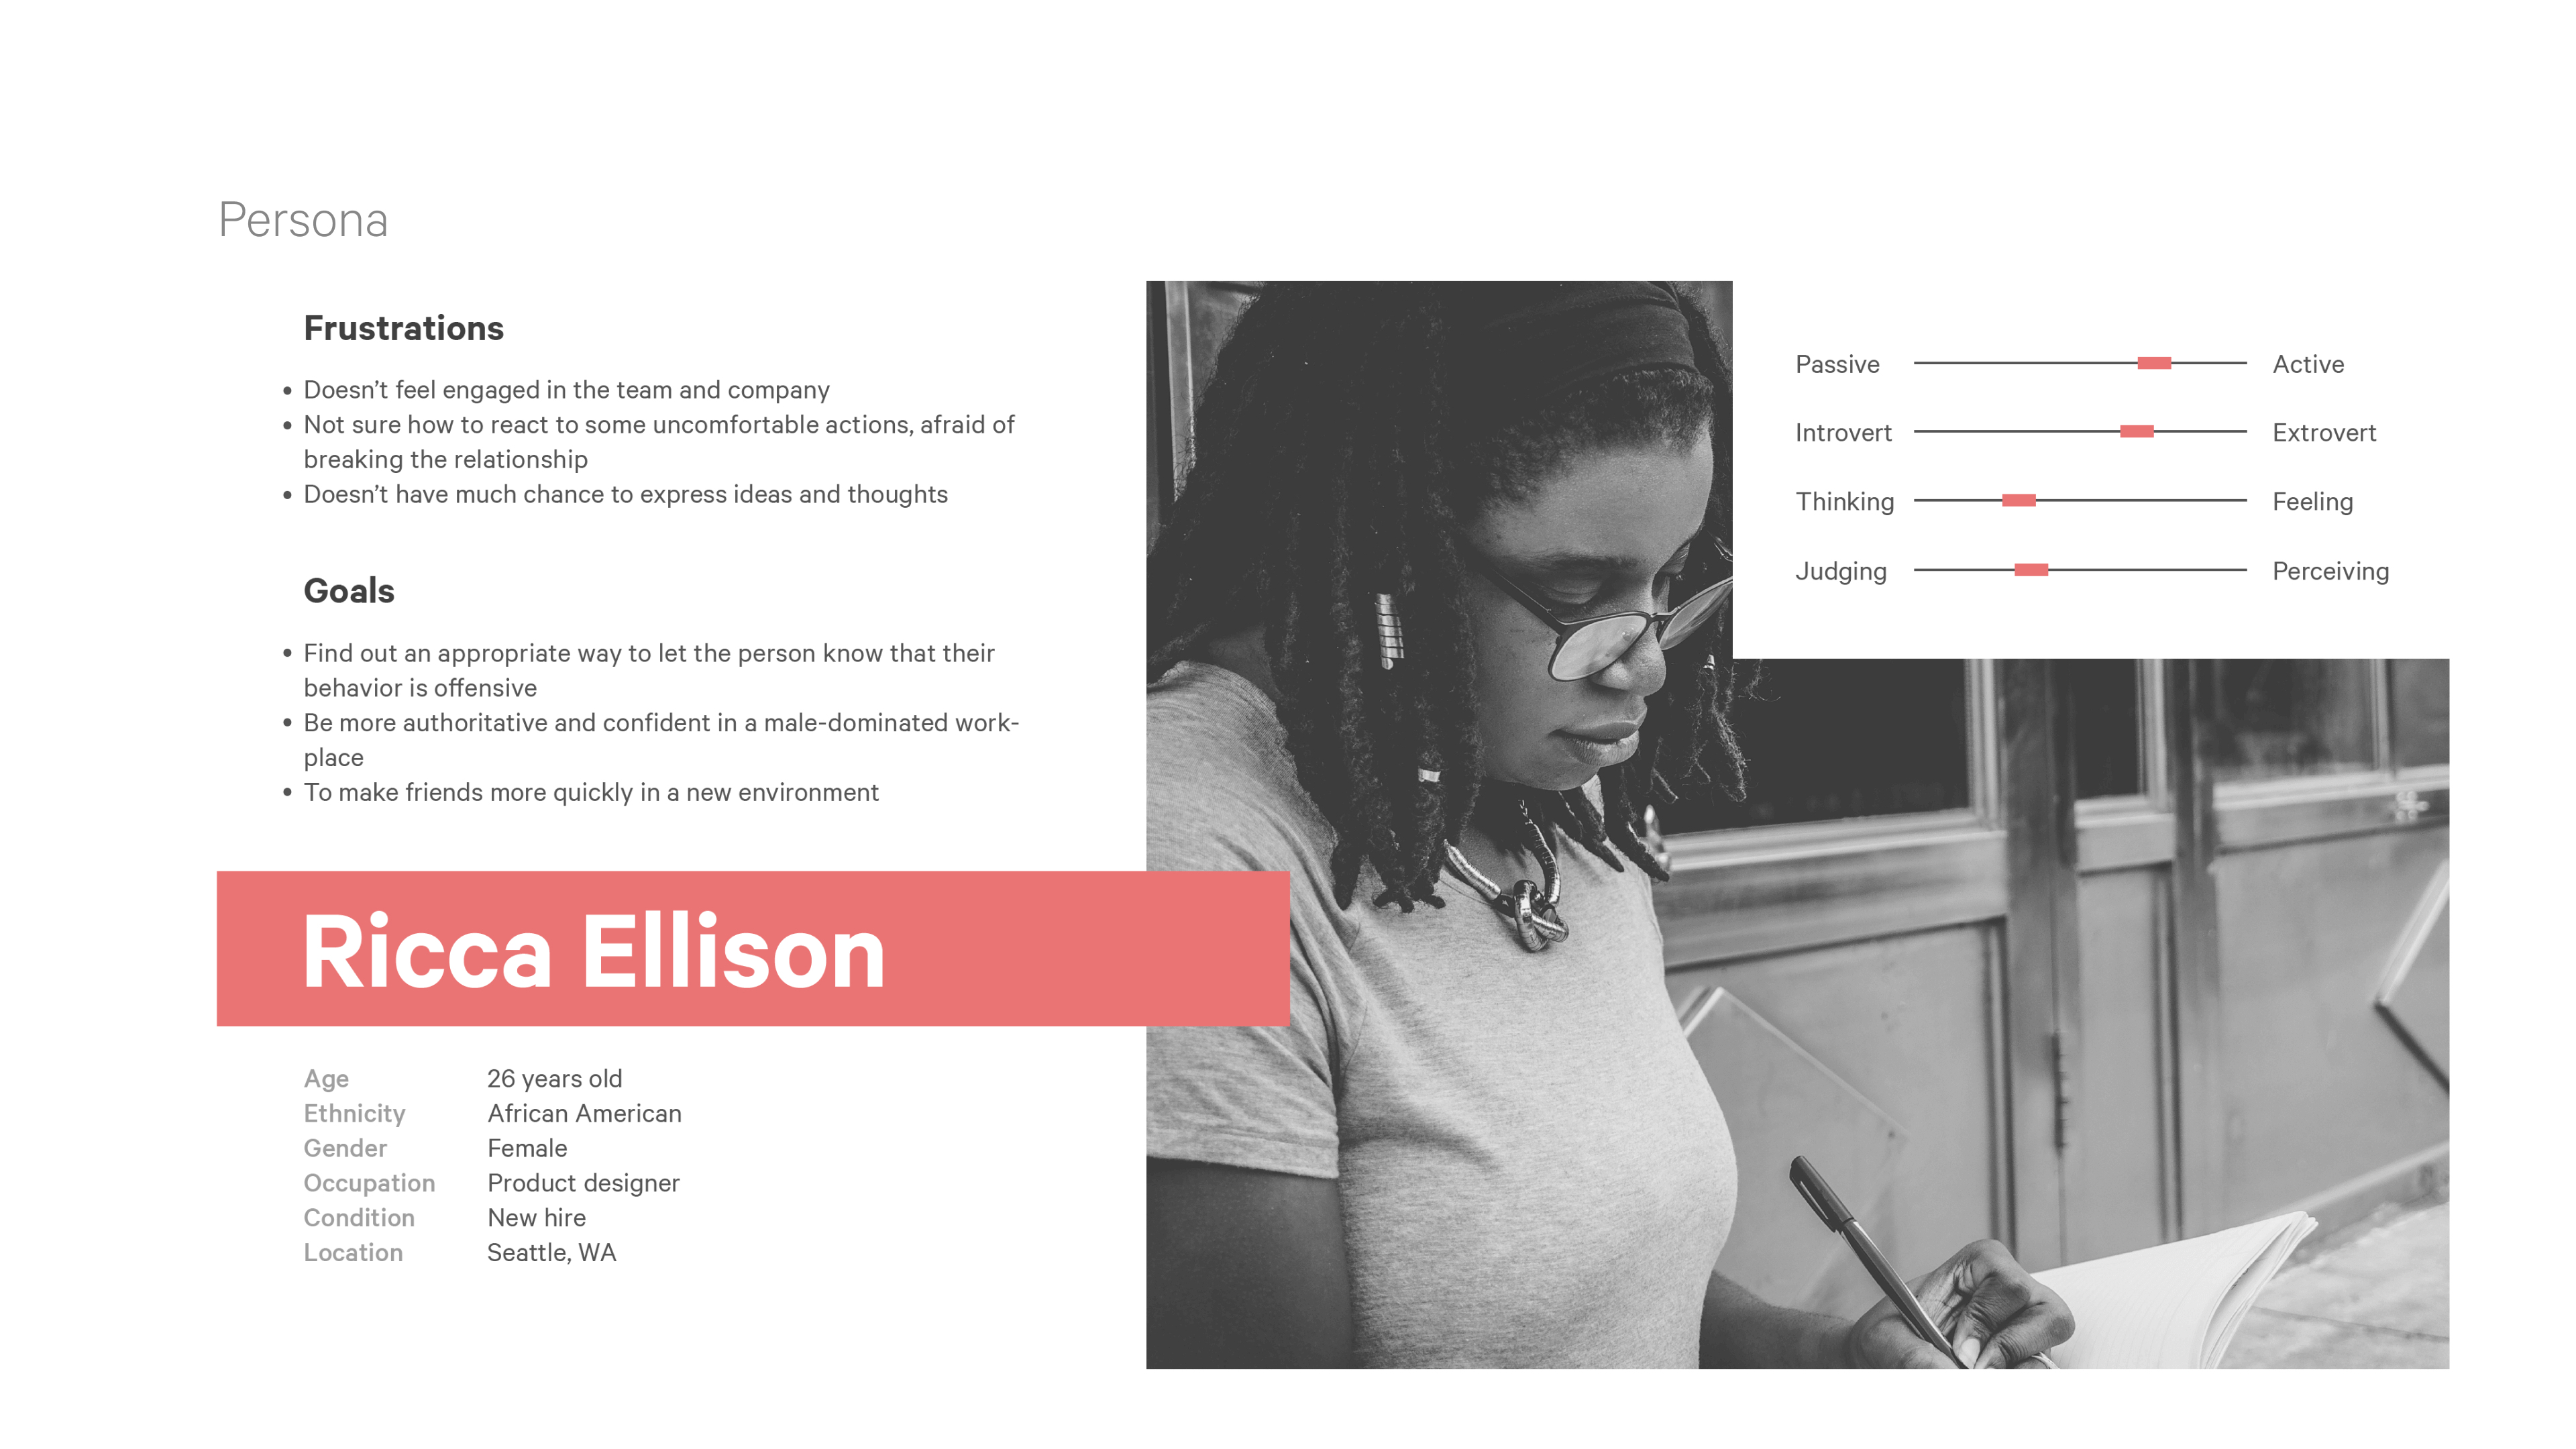 Persona
Frustrations
• Doesn’t feel engaged in the team and company
• Not sure how to react to some uncomfortable actions, afraid of
breaking the relationship
• Doesn’t have much chance to express ideas and thoughts
Goals
• Find out an appropriate way to let the person know that their
behavior is offensive
• Be more authoritative and confident in a male-dominated work-
place
• To make friends more quickly in a new environment
Ricca Ellison
Age 26 years old
Ethnicity African American
Gender Female
Occupation Product designer
Condition New hire
Location Seattle, WA
Passive Active
Introvert Extrovert
Thinking Feeling
Judging Perceiving